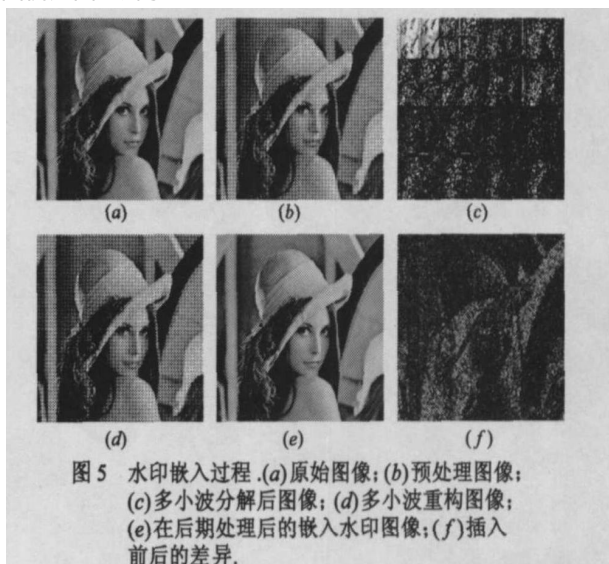 (a) (b) (c)
(d) (e) (f)
图 5 水印嵌入过程.(a)原始图像;(b)预处理图像;
(c)多小波分解后图像;(d)多小波重构图像;
(e)在后期处理后的嵌入水印图像;(f)插入
前后的差异.